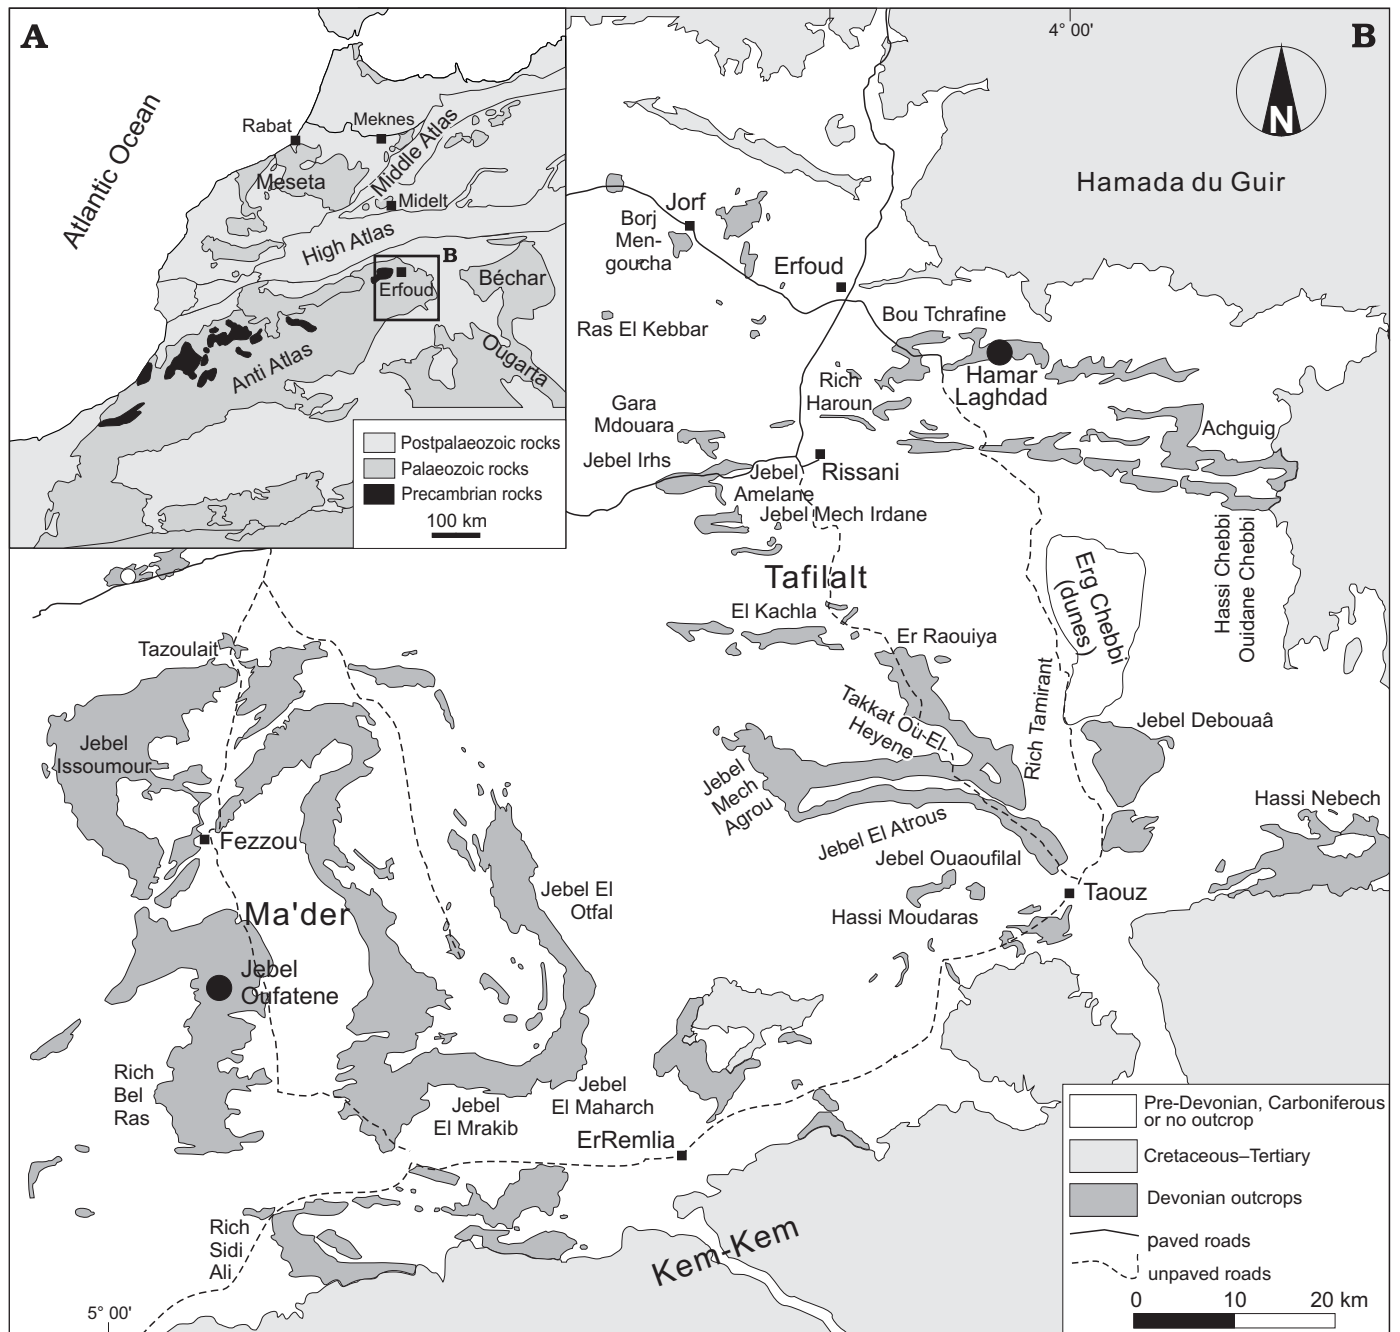 A
Atlantic Ocean
Rabat
Meknes
Middle Atlas
Meseta
Midelt
High Atlas
B
Erfoud
Béchar
Anti Atlas
Ougarta
Postpalaeozoic rocks
Palaeozoic rocks
Precambrian rocks
100 km
4° 00'
B
N
Hamada du Guir
Jorf
Borj
Men-
goucha
Erfoud
Ras El Kebbar
Bou Tchrafine
Hamar
Laghdad
Rich
Haroun
Gara
Mdouara
Achguig
Jebel Irhs
Jebel
Amelane
Rissani
Jebel Mech Irdane
Hassi Chebbi
Ouidane Chebbi
Erg Chebbi
(dunes)
Tafilalt
El Kachla
Er Raouiya
Tazoulait
Rich Tamirant
Takkat Ou-El-
Heyene
Jebel Debouaâ
Jebel
Issoumour
Jebel
Mech
Agrou
Hassi Nebech
Jebel El Atrous
Fezzou
Jebel Ouaoufilal
Jebel El
Otfal
Taouz
Ma'der
Hassi Moudaras
Jebel
Oufatene
Rich
Bel
Ras
Jebel
El Maharch
Jebel
El Mrakib
ErRemlia
Rich
Sidi
Ali
Kem-Kem
5° 00'
Pre-Devonian, Carboniferous
or no outcrop
Cretaceous–Tertiary
Devonian outcrops
paved roads
unpaved roads
0 10 20 km